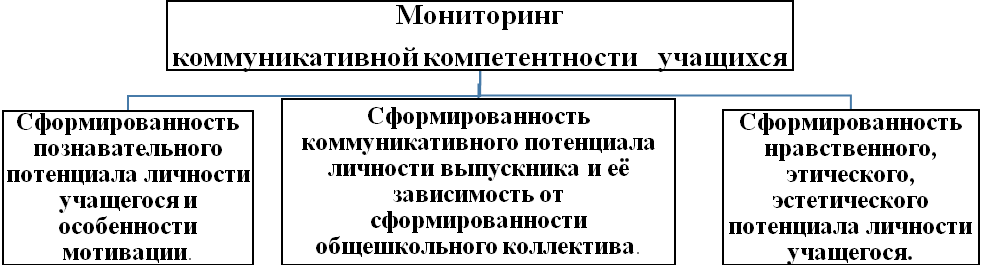 Мониторинг
коммуникативной компетентности учащихся
Сформированность
познавательного
потенциала личности
учащегося и
особенности
мотивации.
Сформированность
коммуникативного потенциала
личности выпускника и её
зависимость от
сформированности
общешкольного коллектива.
Сформированность
нравственного,
этического,
эстетического
потенциала личности
учащегося.